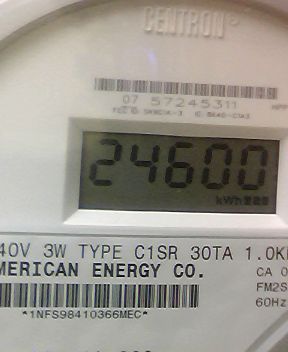 CENTRON®
07 57245311
24600
kWh
40V 3W TYPE C1SR 30TA 1.0K
MERICAN ENERGY CO.
CA 0
FM2S
60Hz
*1NFS98410366MEC*